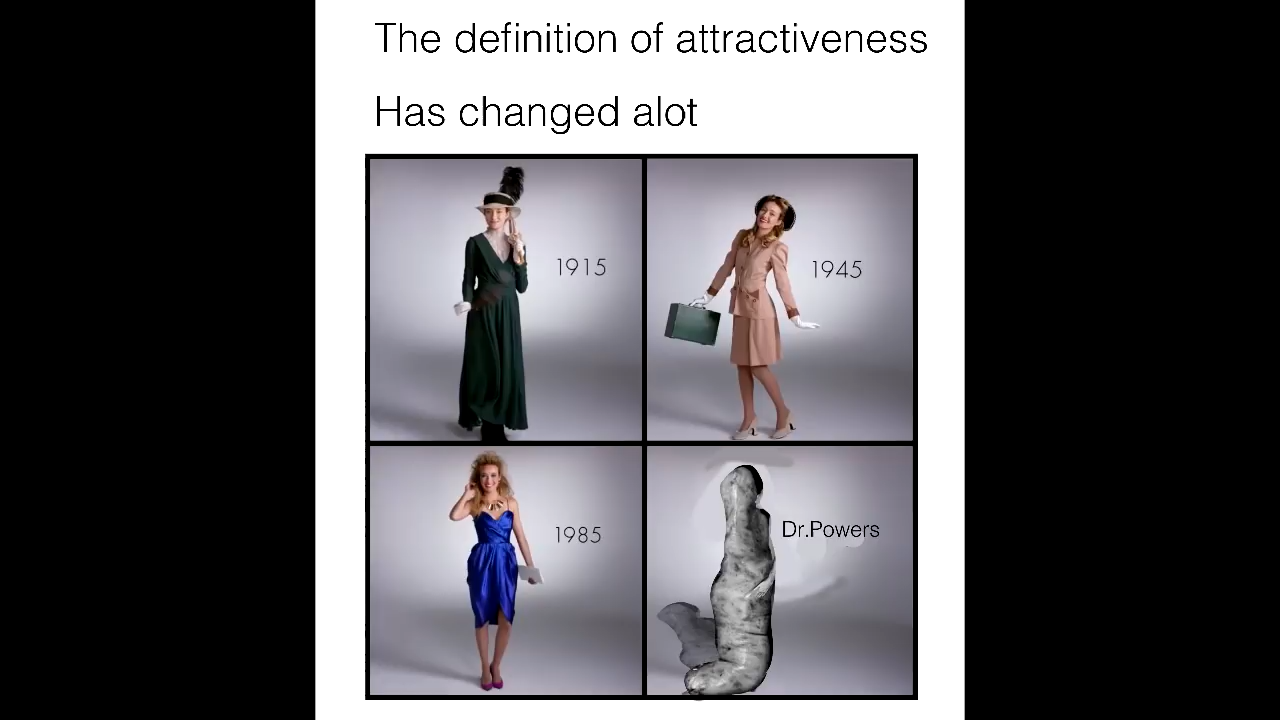 The definition of attractiveness
Has changed alot
1915
1945
1985
Dr.Powers